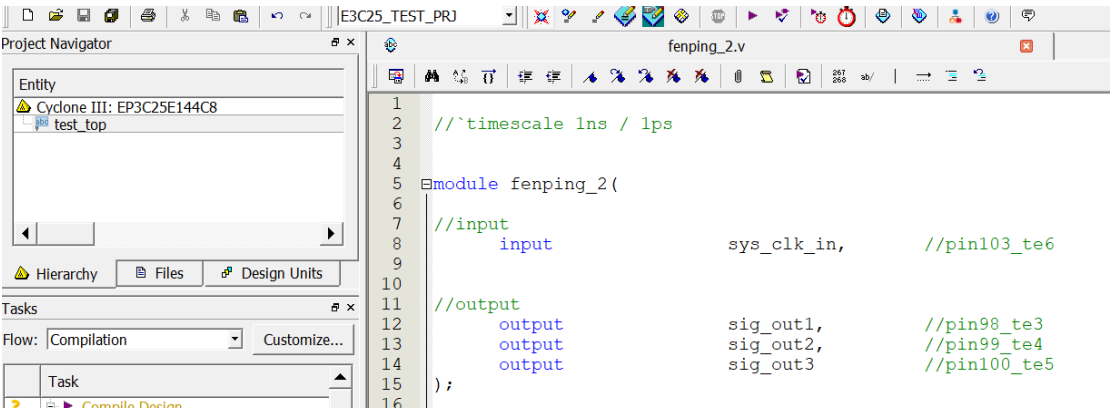 E3C25_TEST_PRJ
Project Navigator
fenping_2.v
Entity
Cyclone III: EP3C25E144C8
test_top
Hierarchy
Files
Design Units
Tasks
Flow:
Compilation
Customize...
Task
Compile Design
267
268
ab/
1
2 //`timescale 1ns / 1ps
3
4
5 module fenping_2(
6
7 //input
8 input sys_clk_in, //pin103_te6
9
10
11 //output
12 output sig_out1, //pin98_te3
13 output sig_out2, //pin99_te4
14 output sig_out3 //pin100_te5
15 );
16